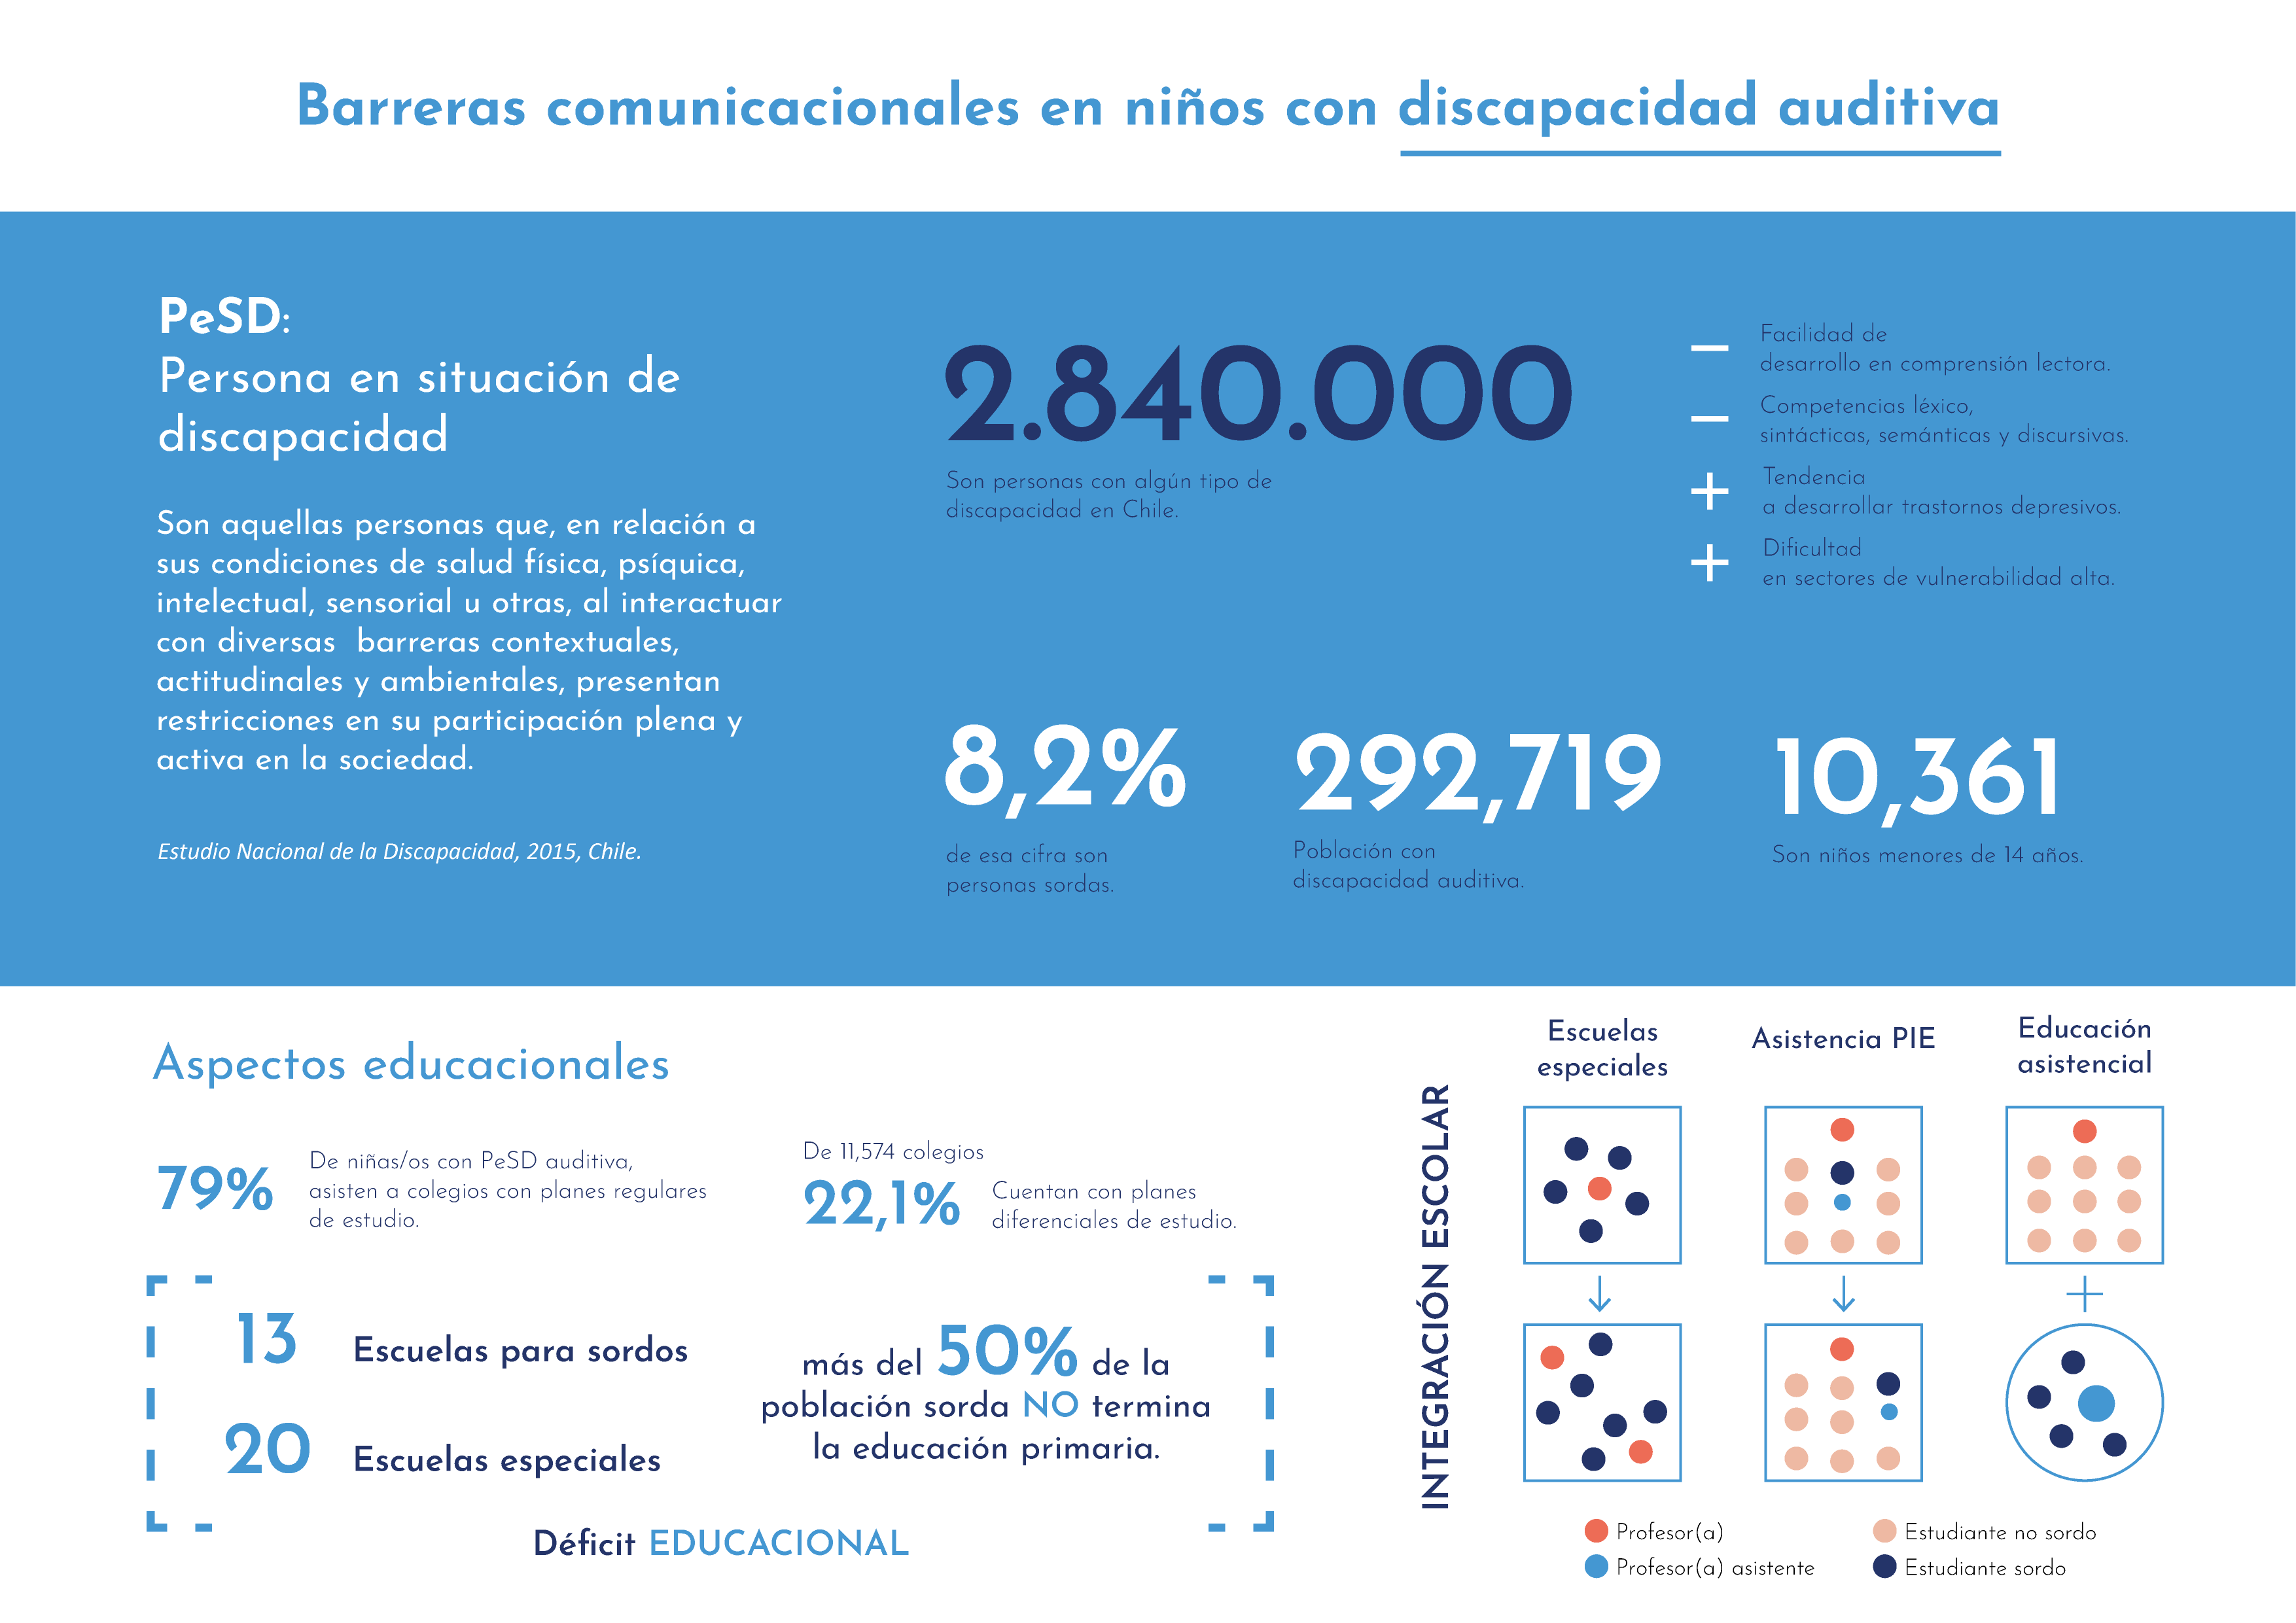 Barreras comunicacionales en niños con discapacidad auditiva
PeSD:
Persona en situación de
discapacidad
Son aquellas personas que, en relación a
sus condiciones de salud física, psíquica,
intelectual, sensorial u otras, al interactuar
con diversas barreras contextuales,
actitudinales y ambientales, presentan
restricciones en su participación plena y
activa en la sociedad.
Estudio Nacional de la Discapacidad, 2015, Chile.
2.840.000
Son personas con algún tipo de
discapacidad en Chile.
– Facilidad de
desarrollo en comprensión lectora.
– Competencias léxico,
sintácticas, semánticas y discursivas.
+ Tendencia
a desarrollar trastornos depresivos.
+ Dificultad
en sectores de vulnerabilidad alta.
8,2%
de esa cifra son
personas sordas.
292,719
Población con
discapacidad auditiva.
10,361
Son niños menores de 14 años.
Aspectos educacionales
79%
De niñas/os con PeSD auditiva,
asisten a colegios con planes regulares
de estudio.
De 11,574 colegios
22,1%
Cuentan con planes
diferenciales de estudio.
13 Escuelas para sordos
20 Escuelas especiales
más del 50% de la
población sorda NO termina
la educación primaria.
Déficit EDUCACIONAL
INTEGRACIÓN ESCOLAR
Escuelas
especiales
Asistencia PIE
Educación
asistencial
Profesor(a)
Profesor(a) asistente
Estudiante no sordo
Estudiante sordo